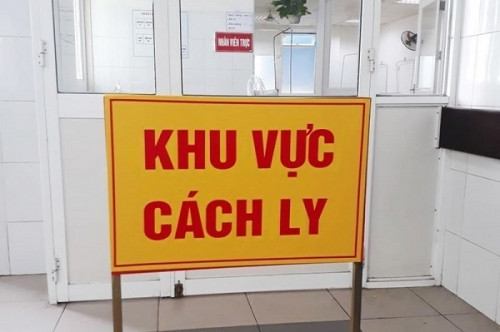 NHÂN VIÊN TRỰC
KHU VỰC
CÁCH LY